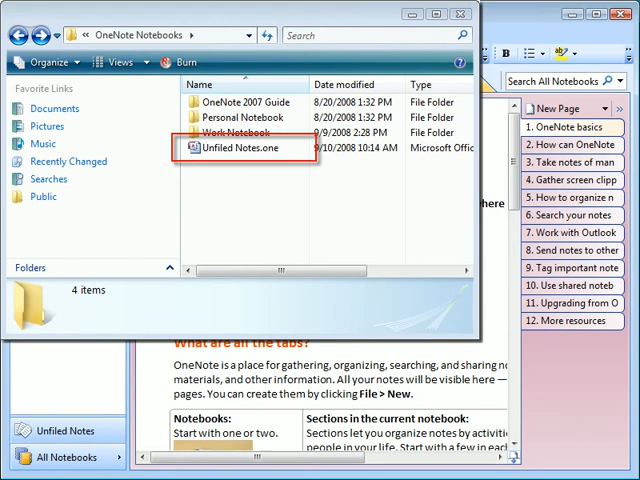 « OneNote Notebooks
Search
Organize Views Burn
Favorite Links
Documents
Pictures
Music
Recently Changed
Searches
Public
Folders
Name Date modified Type
OneNote 2007 Guide 8/20/2008 1:32 PM File Folder
Personal Notebook 8/20/2008 1:32 PM File Folder
Work Notebook 9/9/2008 2:28 PM File Folder
Unfiled Notes.one 9/10/2008 10:14 AM Microsoft Offic
4 items
B
Search All Notebooks
New Page »
1. OneNote basics
2. How can OneNote
3. Take notes of man
4. Gather screen clipp
5. How to organize n
6. Search your notes
7. Work with Outlook
8. Send notes to other
9. Tag important note
10. Use shared noteb
11. Upgrading from O
12. More resources
where
What are all the tabs?
OneNote is a place for gathering, organizing, searching, and sharing no
materials, and other information. All your notes will be visible here —
pages. You can create them by clicking File > New.
Notebooks:
Start with one or two.
Sections in the current notebook:
Sections let you organize notes by activitie
people in your life. Start with a few in each
Unfiled Notes
All Notebooks